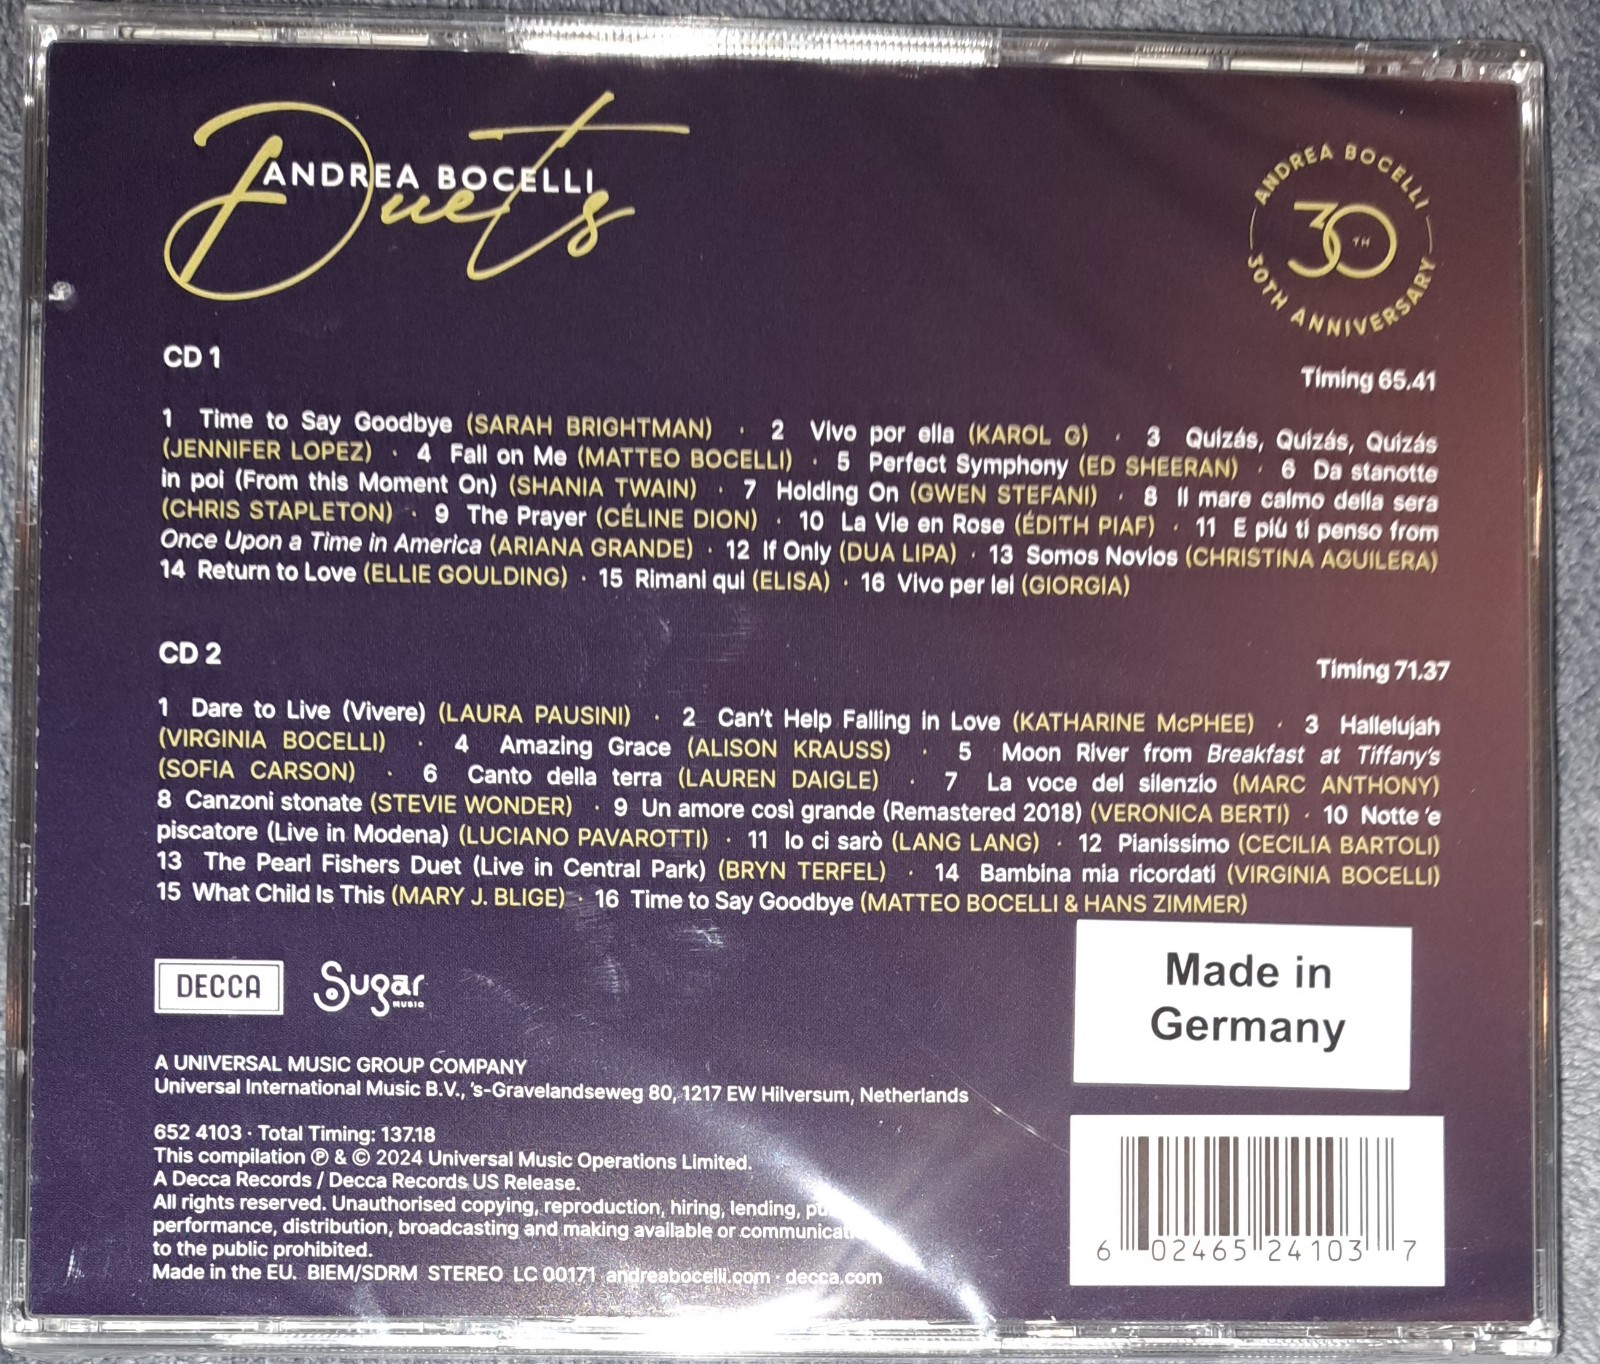 Duets
ANDREA BOCELLI
ANDREA BOCELLI
30TH
30TH ANNIVERSARY
CD 1
Timing 65.41
1 Time to Say Goodbye (SARAH BRIGHTMAN) · 2 Vivo por ella (KAROL G) · 3 Quizás, Quizás, Quizás
(JENNIFER LOPEZ) · 4 Fall on Me (MATTEO BOCELLI) · 5 Perfect Symphony (ED SHEERAN) · 6 Da stanotte
in poi (From this Moment On) (SHANIA TWAIN) · 7 Holding On (GWEN STEFANI) · 8 Il mare calmo della sera
(CHRIS STAPLETON) · 9 The Prayer (CÉLINE DION) · 10 La Vie en Rose (ÉDITH PIAF) · 11 E più ti penso from
Once Upon a Time in America (ARIANA GRANDE) · 12 If Only (DUA LIPA) · 13 Somos Novios (CHRISTINA AGUILERA)
14 Return to Love (ELLIE GOULDING) · 15 Rimani qui (ELISA) · 16 Vivo per lei (GIORGIA)
CD 2
Timing 71.37
1 Dare to Live (Vivere) (LAURA PAUSINI) · 2 Can't Help Falling in Love (KATHARINE McPHEE) · 3 Hallelujah
(VIRGINIA BOCELLI) · 4 Amazing Grace (ALISON KRAUSS) · 5 Moon River from Breakfast at Tiffany's
(SOFIA CARSON) · 6 Canto della terra (LAUREN DAIGLE) · 7 La voce del silenzio (MARC ANTHONY)
8 Canzoni stonate (STEVIE WONDER) · 9 Un amore così grande (Remastered 2018) (VERONICA BERTI) · 10 Notte 'e
piscatore (Live in Modena) (LUCIANO PAVAROTTI) · 11 Io ci sarò (LANG LANG) · 12 Pianissimo (CECILIA BARTOLI)
13 The Pearl Fishers Duet (Live in Central Park) (BRYN TERFEL) · 14 Bambina mia ricordati (VIRGINIA BOCELLI)
15 What Child Is This (MARY J. BLIGE) · 16 Time to Say Goodbye (MATTEO BOCELLI & HANS ZIMMER)
DECCA
Sugar
MUSIC
Made in
Germany
A UNIVERSAL MUSIC GROUP COMPANY
Universal International Music B.V., 's-Gravelandseweg 80, 1217 EW Hilversum, Netherlands
652 4103 · Total Timing: 137.18
This compilation ℗ & © 2024 Universal Music Operations Limited.
A Decca Records / Decca Records US Release.
All rights reserved. Unauthorised copying, reproduction, hiring, lending,
performance, distribution, broadcasting and making available or
to the public prohibited.
Made in the EU. BIEM/SDRM STEREO LC 00171 andreabocelli.com · decca.com
6 02465 24103 7